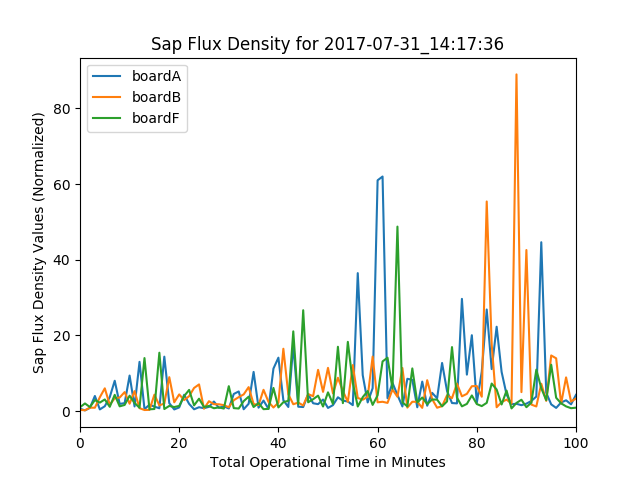 Sap Flux Density for 2017-07-31_14:17:36
boardA
boardB
boardF
Sap Flux Density Values (Normalized)
80
60
40
20
0
0 20 40 60 80 100
Total Operational Time in Minutes